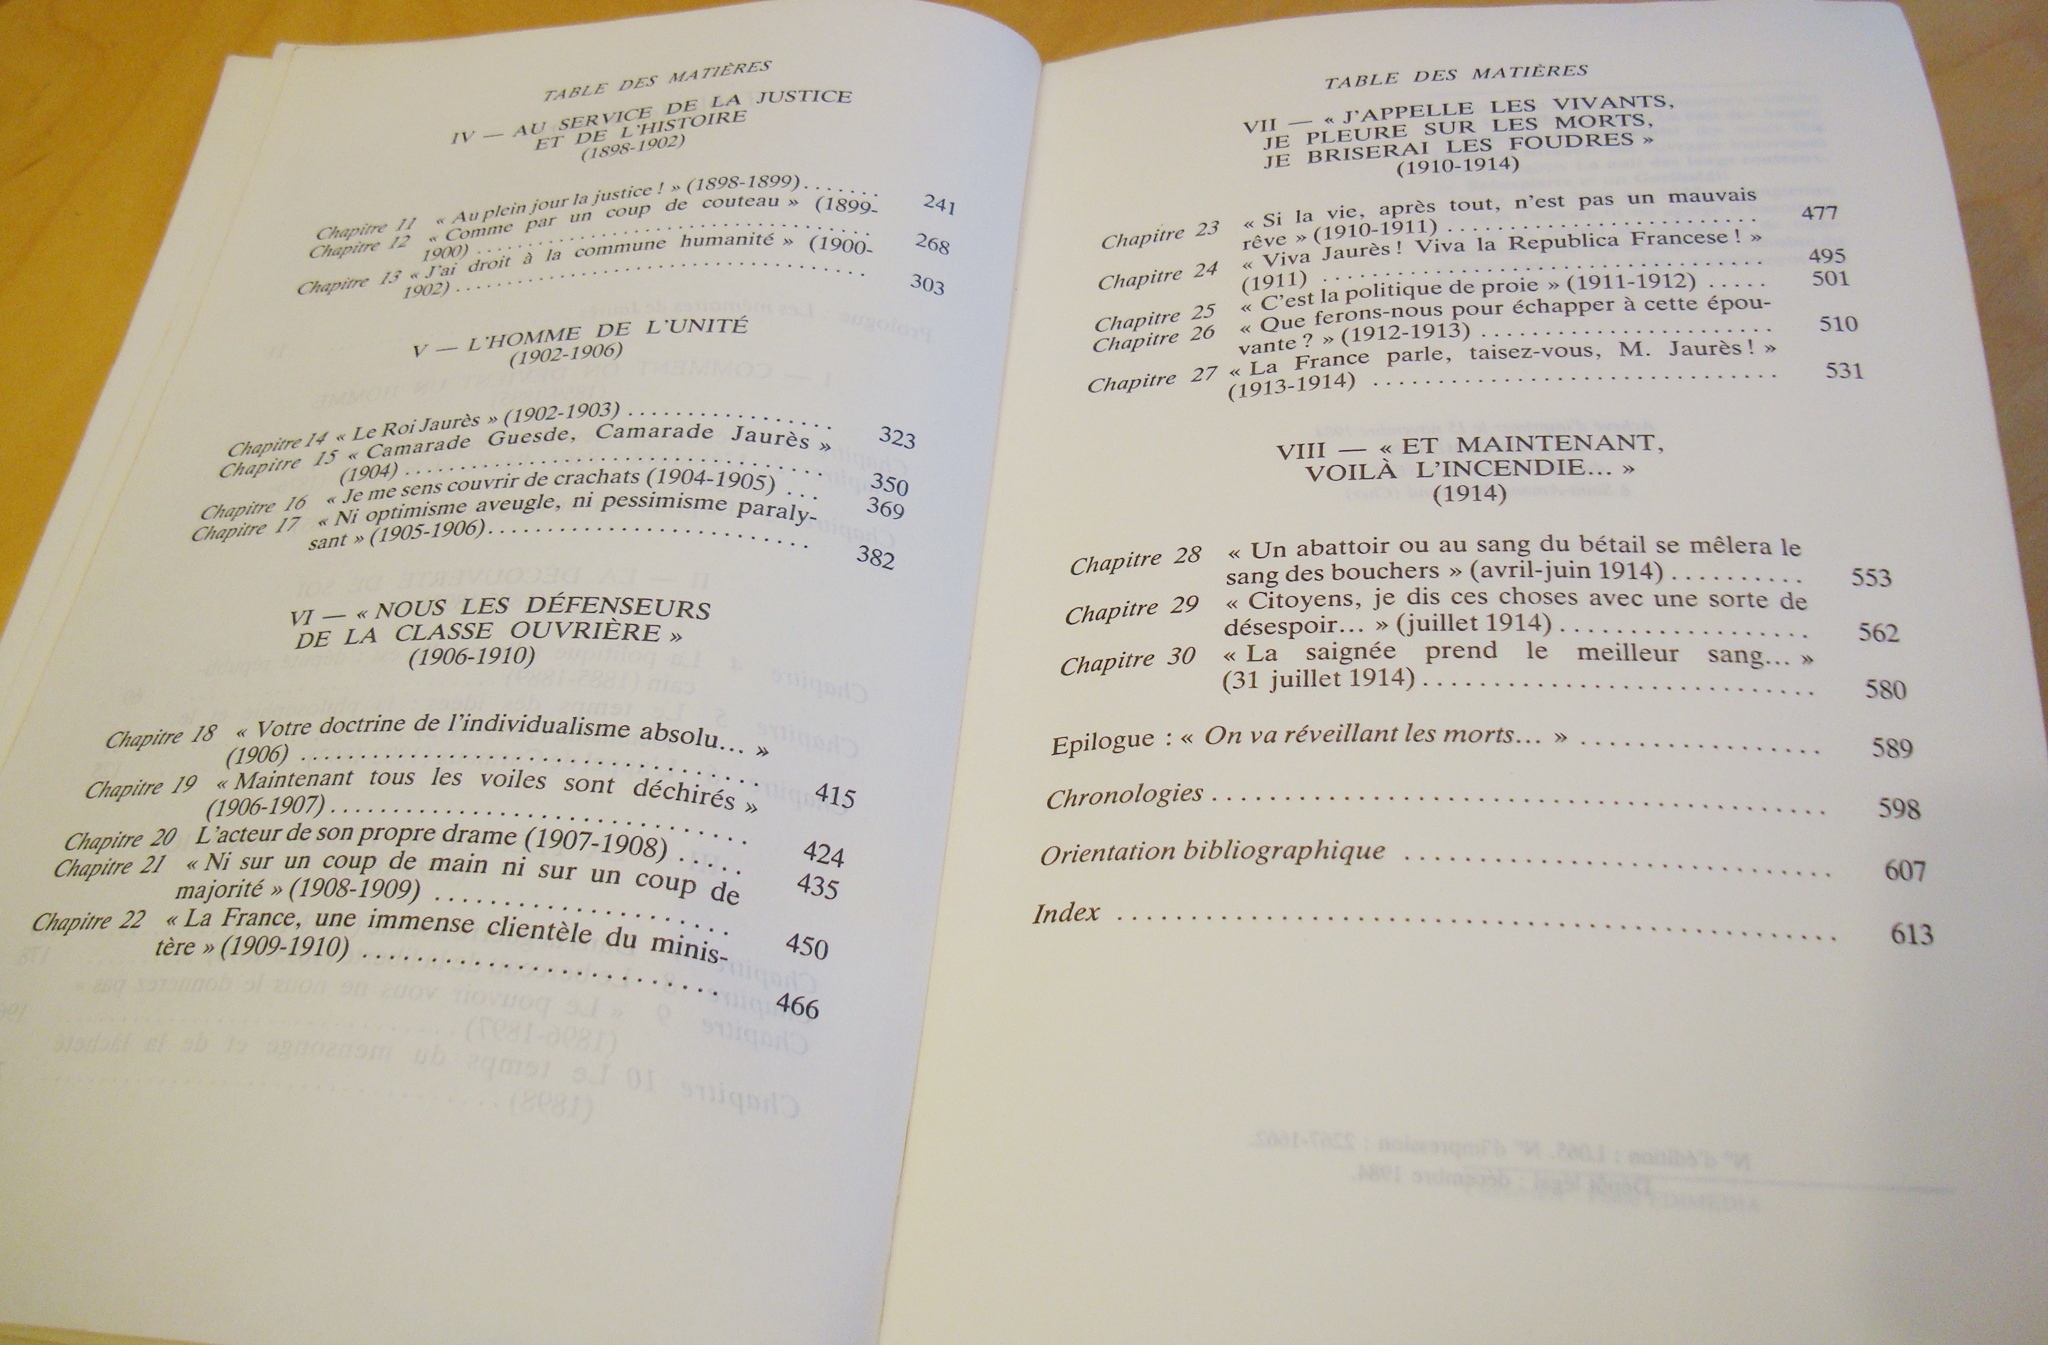 TABLE DES MATIÈRES
IV — AU SERVICE DE LA JUSTICE
ET DE L'HISTOIRE
(1898-1902)
Chapitre 11 « Au plein jour la justice ! » (1898-1899)....... 241
Chapitre 12 « Comme par un coup de couteau » (1899-
1900) .............................. 268
Chapitre 13 « J'ai droit à la commune humanité » (1900-
1902) .............................. 303
V — L'HOMME DE L'UNITÉ
(1902-1906)
Chapitre 14 « Le Roi Jaurès » (1902-1903) ................ 323
Chapitre 15 « Camarade Guesde, Camarade Jaurès »
(1904) .................................. 350
Chapitre 16 « Je me sens couvrir de crachats (1904-1905) ... 369
Chapitre 17 « Ni optimisme aveugle, ni pessimisme paraly-
sant » (1905-1906)......................... 382
VI — « NOUS LES DÉFENSEURS
DE LA CLASSE OUVRIÈRE »
(1906-1910)
Chapitre 18 « Votre doctrine de l'individualisme absolu... »
(1906) .................................. 415
Chapitre 19 « Maintenant tous les voiles sont déchirés »
(1906-1907)............................... 424
Chapitre 20 L'acteur de son propre drame (1907-1908) ..... 435
Chapitre 21 « Ni sur un coup de main ni sur un coup de
majorité » (1908-1909) ..................... 450
Chapitre 22 « La France, une immense clientèle du minis-
tère » (1909-1910) ......................... 466
TABLE DES MATIÈRES
VII — « J'APPELLE LES VIVANTS,
JE PLEURE SUR LES MORTS,
JE BRISERAI LES FOUDRES »
(1910-1914)
Chapitre 23 « Si la vie, après tout, n'est pas un mauvais
rêve » (1910-1911) ........................ 477
Chapitre 24 « Viva Jaurès ! Viva la Republica Francese ! »
(1911) .................................. 495
Chapitre 25 « C'est la politique de proie » (1911-1912) ..... 501
Chapitre 26 « Que ferons-nous pour échapper à cette épou-
vante ? » (1912-1913) ...................... 510
Chapitre 27 « La France parle, taisez-vous, M. Jaurès ! »
(1913-1914) .............................. 531
VIII — « ET MAINTENANT,
VOILÀ L'INCENDIE... »
(1914)
Chapitre 28 « Un abattoir ou au sang du bétail se mêlera le
sang des bouchers » (avril-juin 1914).......... 553
Chapitre 29 « Citoyens, je dis ces choses avec une sorte de
désespoir... » (juillet 1914).................. 562
Chapitre 30 « La saignée prend le meilleur sang... »
(31 juillet 1914)............................ 580
Epilogue : « On va réveillant les morts... » ................. 589
Chronologies........................................... 598
Orientation bibliographique .............................. 607
Index ................................................. 613